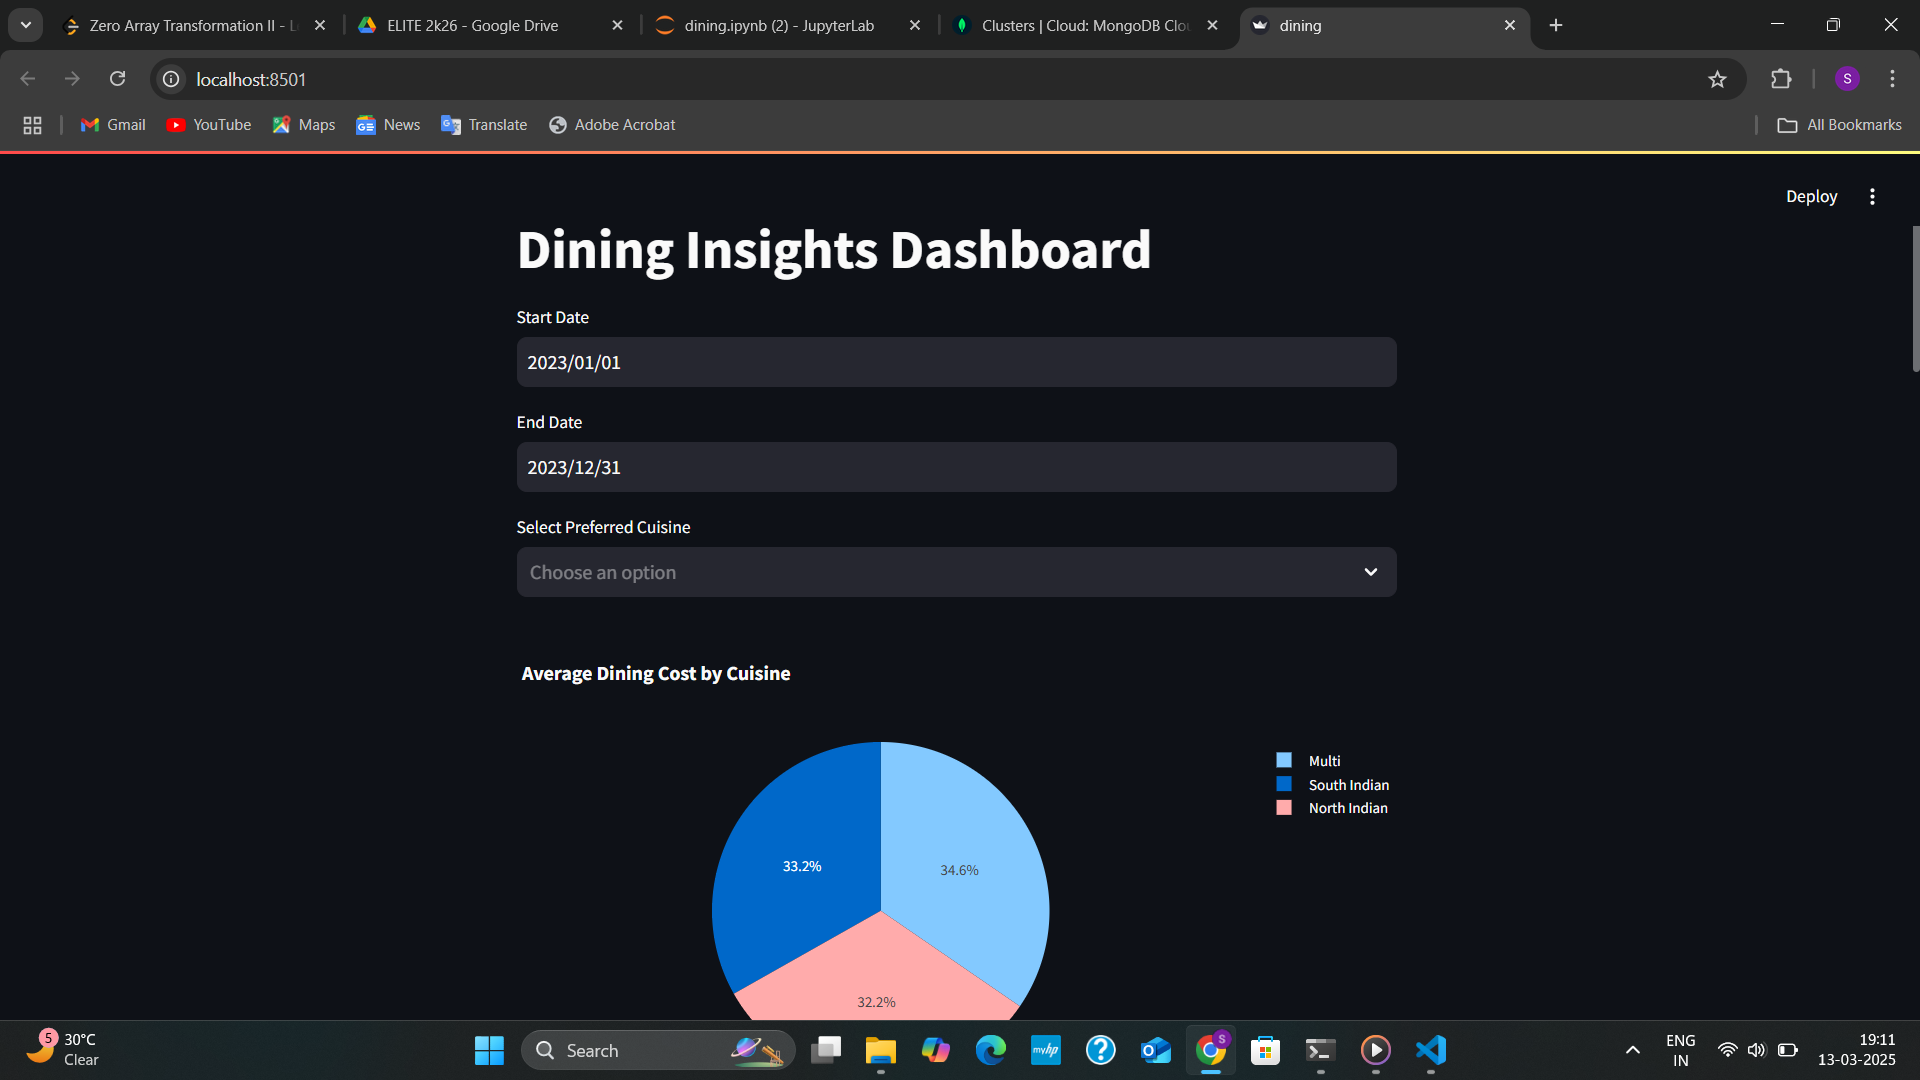 Zero Array Transformation II - L
ELITE 2k26 - Google Drive
dining.ipynb (2) - JupyterLab
Clusters | Cloud: MongoDB Clou
dining
localhost:8501
S
Gmail
YouTube
Maps
News
Translate
Adobe Acrobat
All Bookmarks
Deploy
Dining Insights Dashboard
Start Date
2023/01/01
End Date
2023/12/31
Select Preferred Cuisine
Choose an option
Average Dining Cost by Cuisine
Multi
South Indian
North Indian
33.2%
34.6%
32.2%
5
30°C
Clear
Search
myhp
S
ENG
IN
19:11
13-03-2025